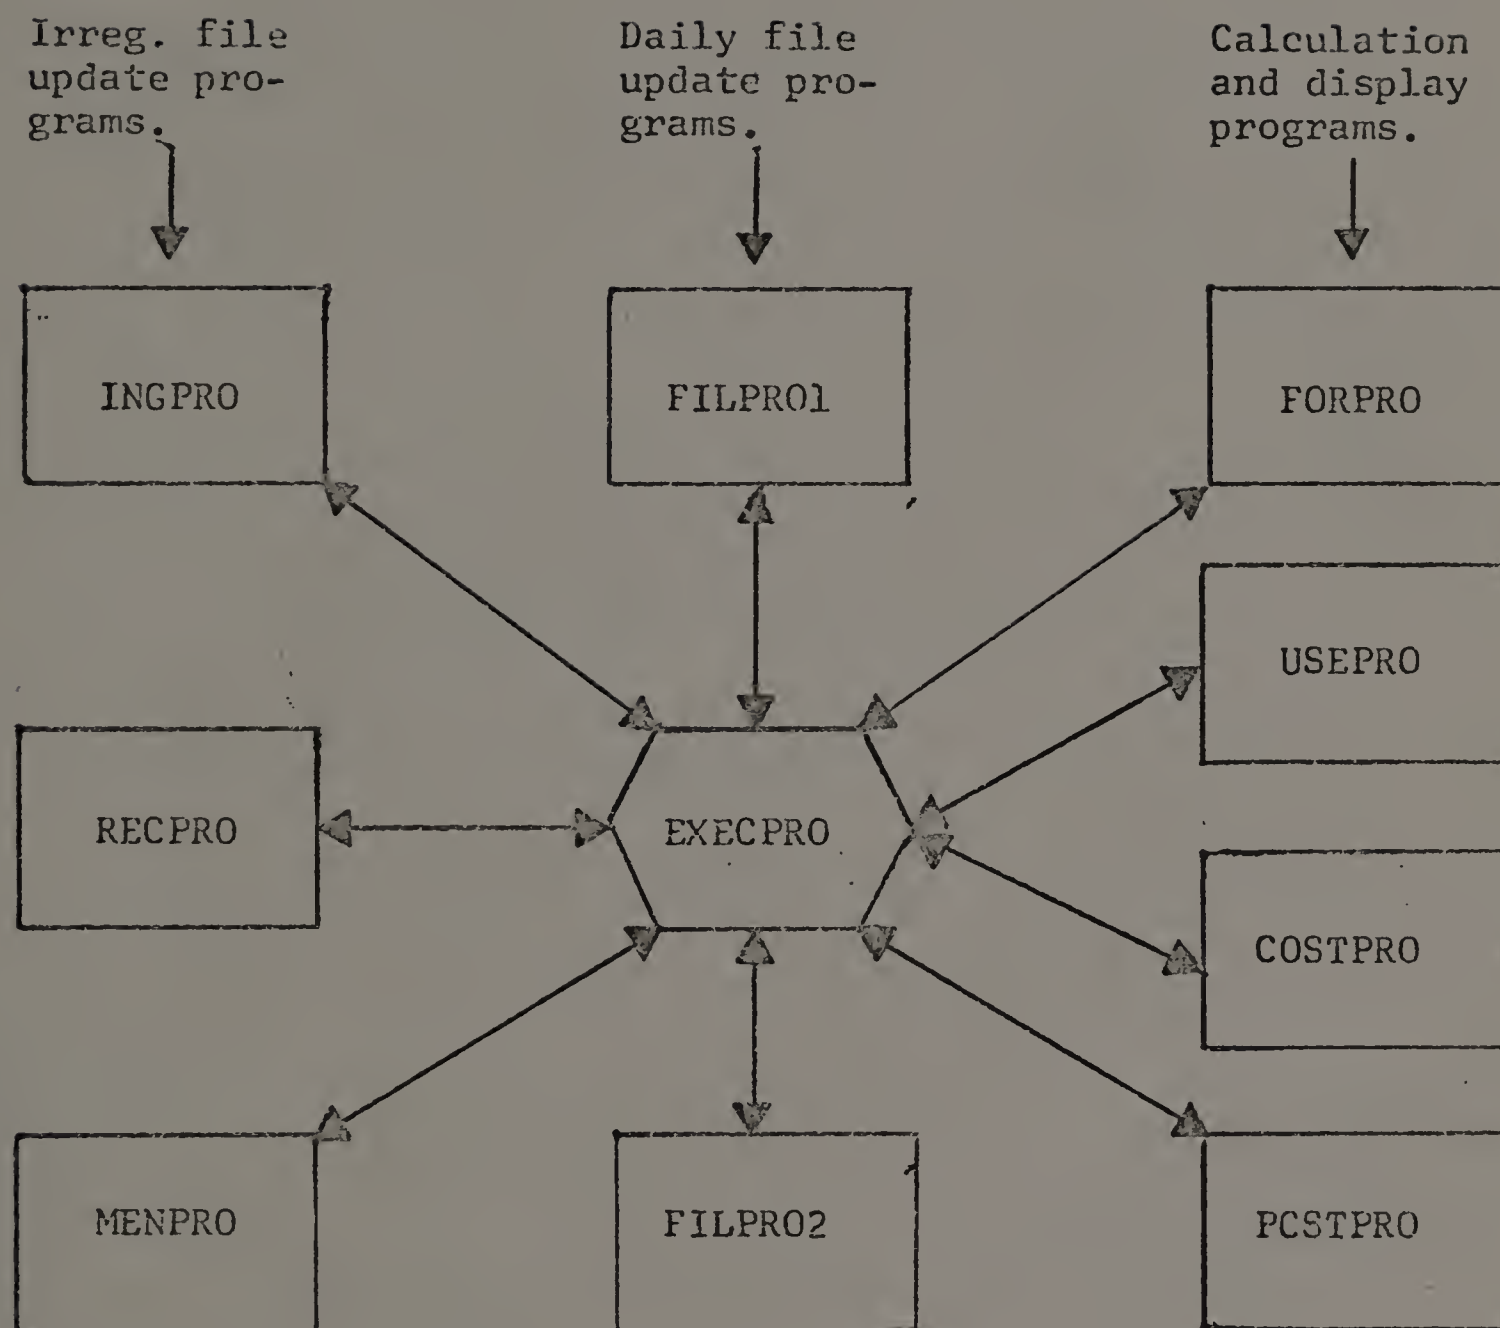 Irreg. file
update pro-
grams.
Daily file
update pro-
grams.
Calculation
and display
programs.
INGPRO
FILPRO1
FORPRO
USEPRO
RECPRO
EXECPRO
COSTPRO
MENPRO
FILPRO2
PCSTPRO